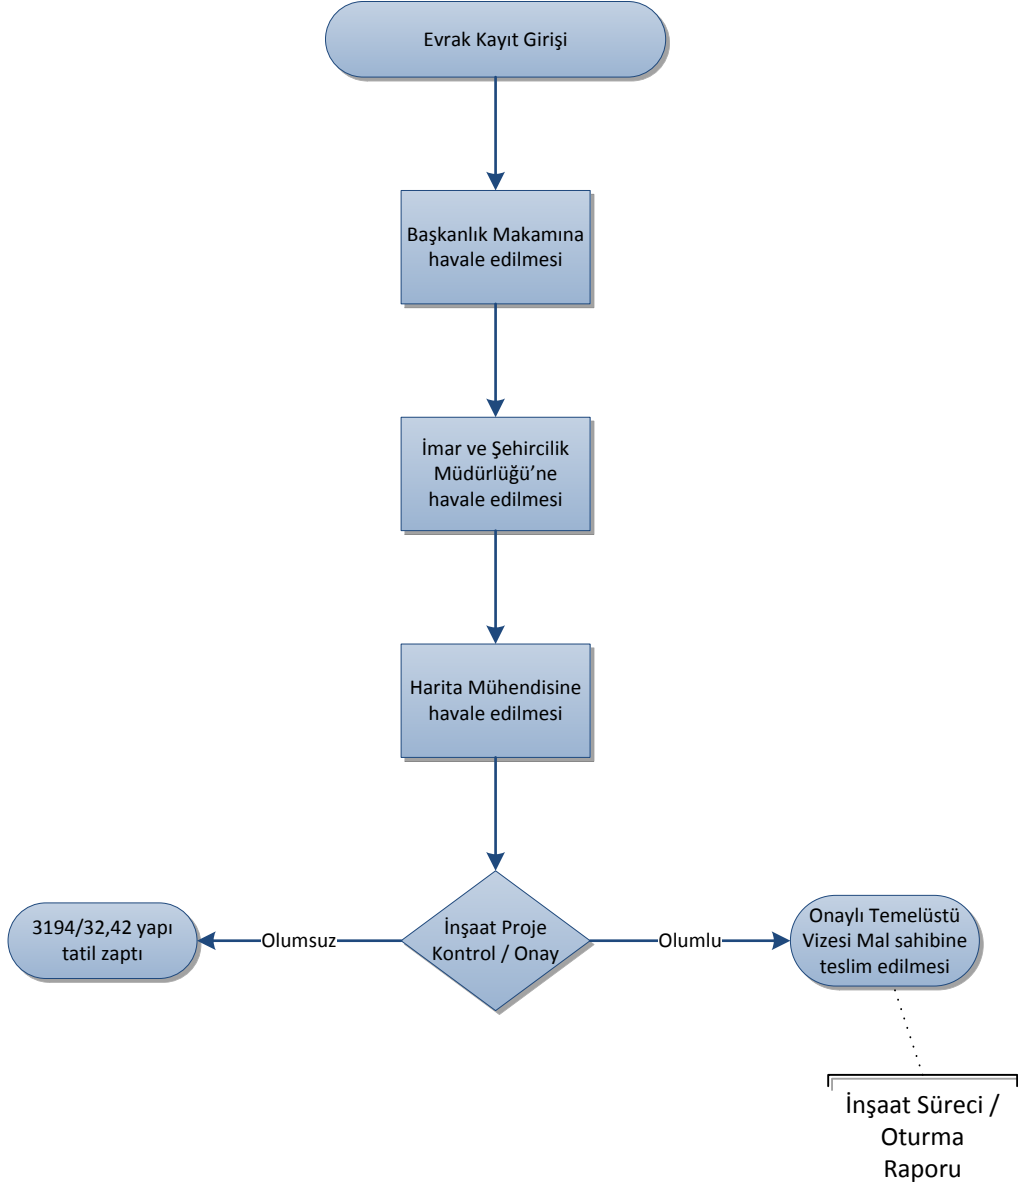 Evrak Kayıt Girişi
Başkanlık Makamına
havale edilmesi
İmar ve Şehircilik
Müdürlüğü’ne
havale edilmesi
Harita Mühendisine
havale edilmesi
3194/32,42 yapı
tatil zaptı
Olumsuz
İnşaat Proje
Kontrol / Onay
Olumlu
Onaylı Temelüstü
Vizesi Mal sahibine
teslim edilmesi
İnşaat Süreci /
Oturma
Raporu